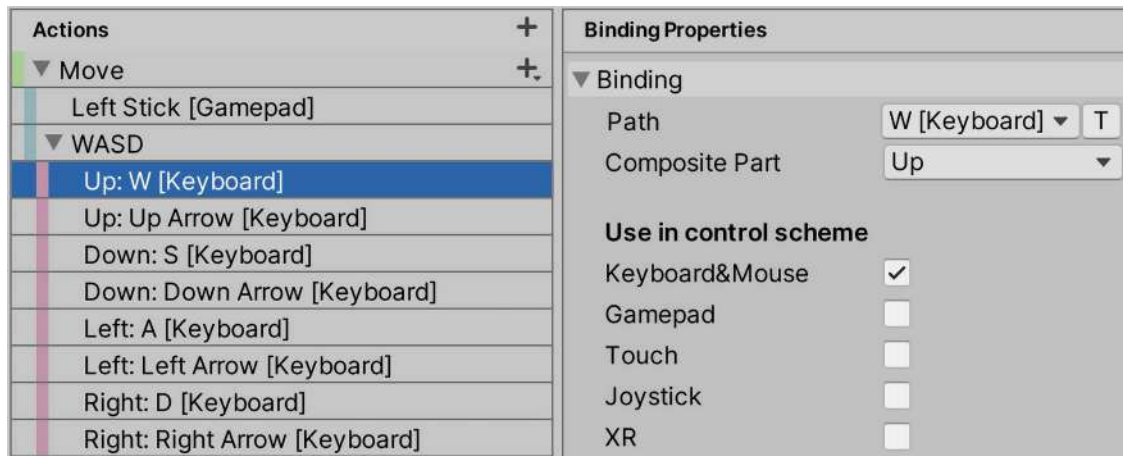 Actions
Move
Left Stick [Gamepad]
WASD
Up: W [Keyboard]
Up: Up Arrow [Keyboard]
Down: S [Keyboard]
Down: Down Arrow [Keyboard]
Left: A [Keyboard]
Left: Left Arrow [Keyboard]
Right: D [Keyboard]
Right: Right Arrow [Keyboard]
Binding Properties
Binding
Path W [Keyboard] T
Composite Part Up
Use in control scheme
Keyboard&Mouse
Gamepad
Touch
Joystick
XR